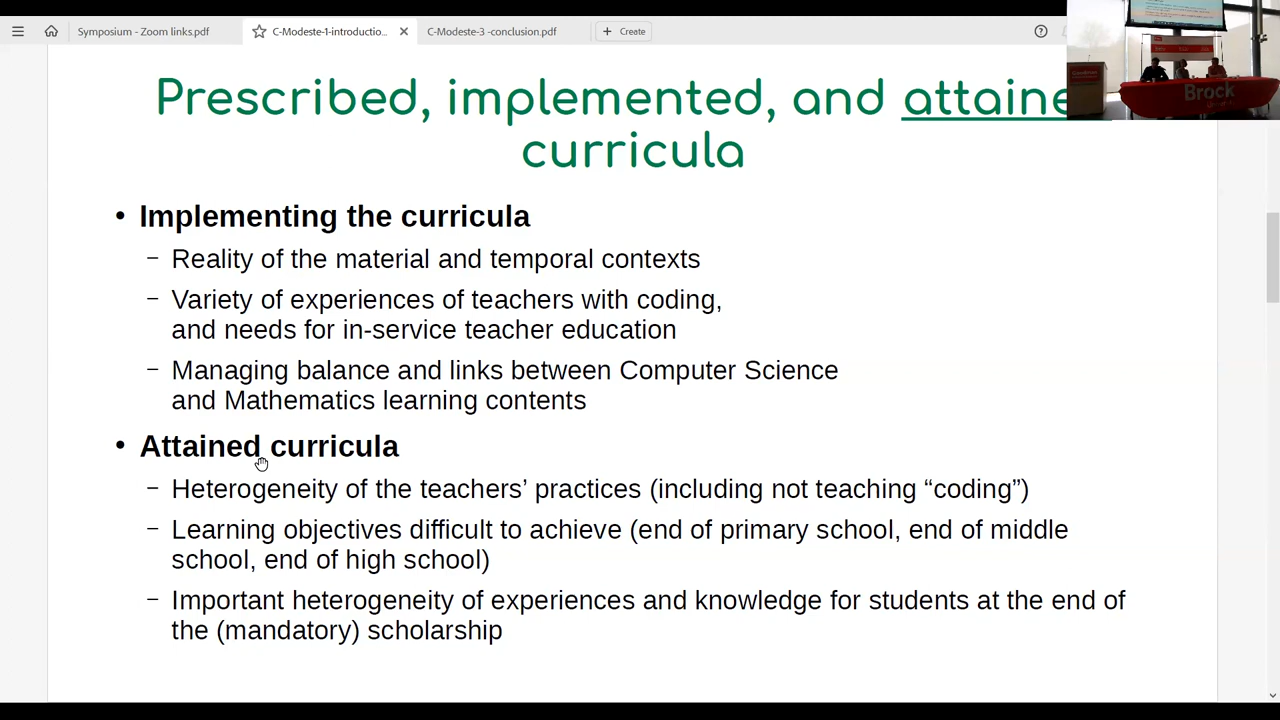 Symposium - Zoom links.pdf
C-Modeste-1-introductio...
C-Modeste-3 -conclusion.pdf
+ Create
Prescribed, implemented, and attaine
curricula
• Implementing the curricula
– Reality of the material and temporal contexts
– Variety of experiences of teachers with coding,
and needs for in-service teacher education
– Managing balance and links between Computer Science
and Mathematics learning contents
• Attained curricula
– Heterogeneity of the teachers’ practices (including not teaching “coding”)
– Learning objectives difficult to achieve (end of primary school, end of middle
school, end of high school)
– Important heterogeneity of experiences and knowledge for students at the end of
the (mandatory) scholarship
Brock